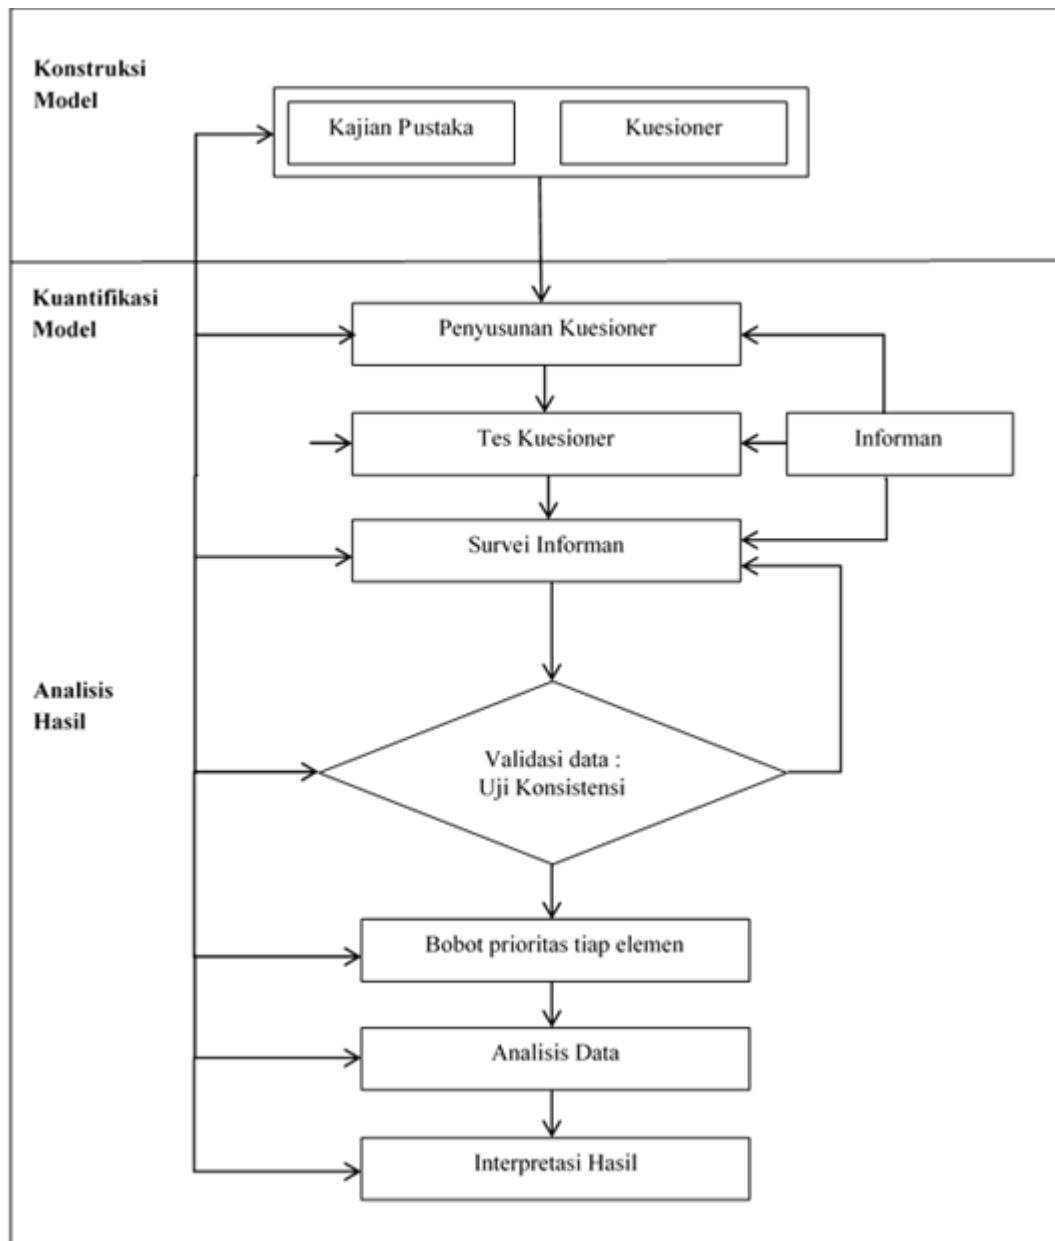 Konstruksi
Model
Kajian Pustaka
Kuesioner
Kuantifikasi
Model
Penyusunan Kuesioner
Tes Kuesioner
Informan
Survei Informan
Analisis
Hasil
Validasi data :
Uji Konsistensi
Bobot prioritas tiap elemen
Analisis Data
Interpretasi Hasil